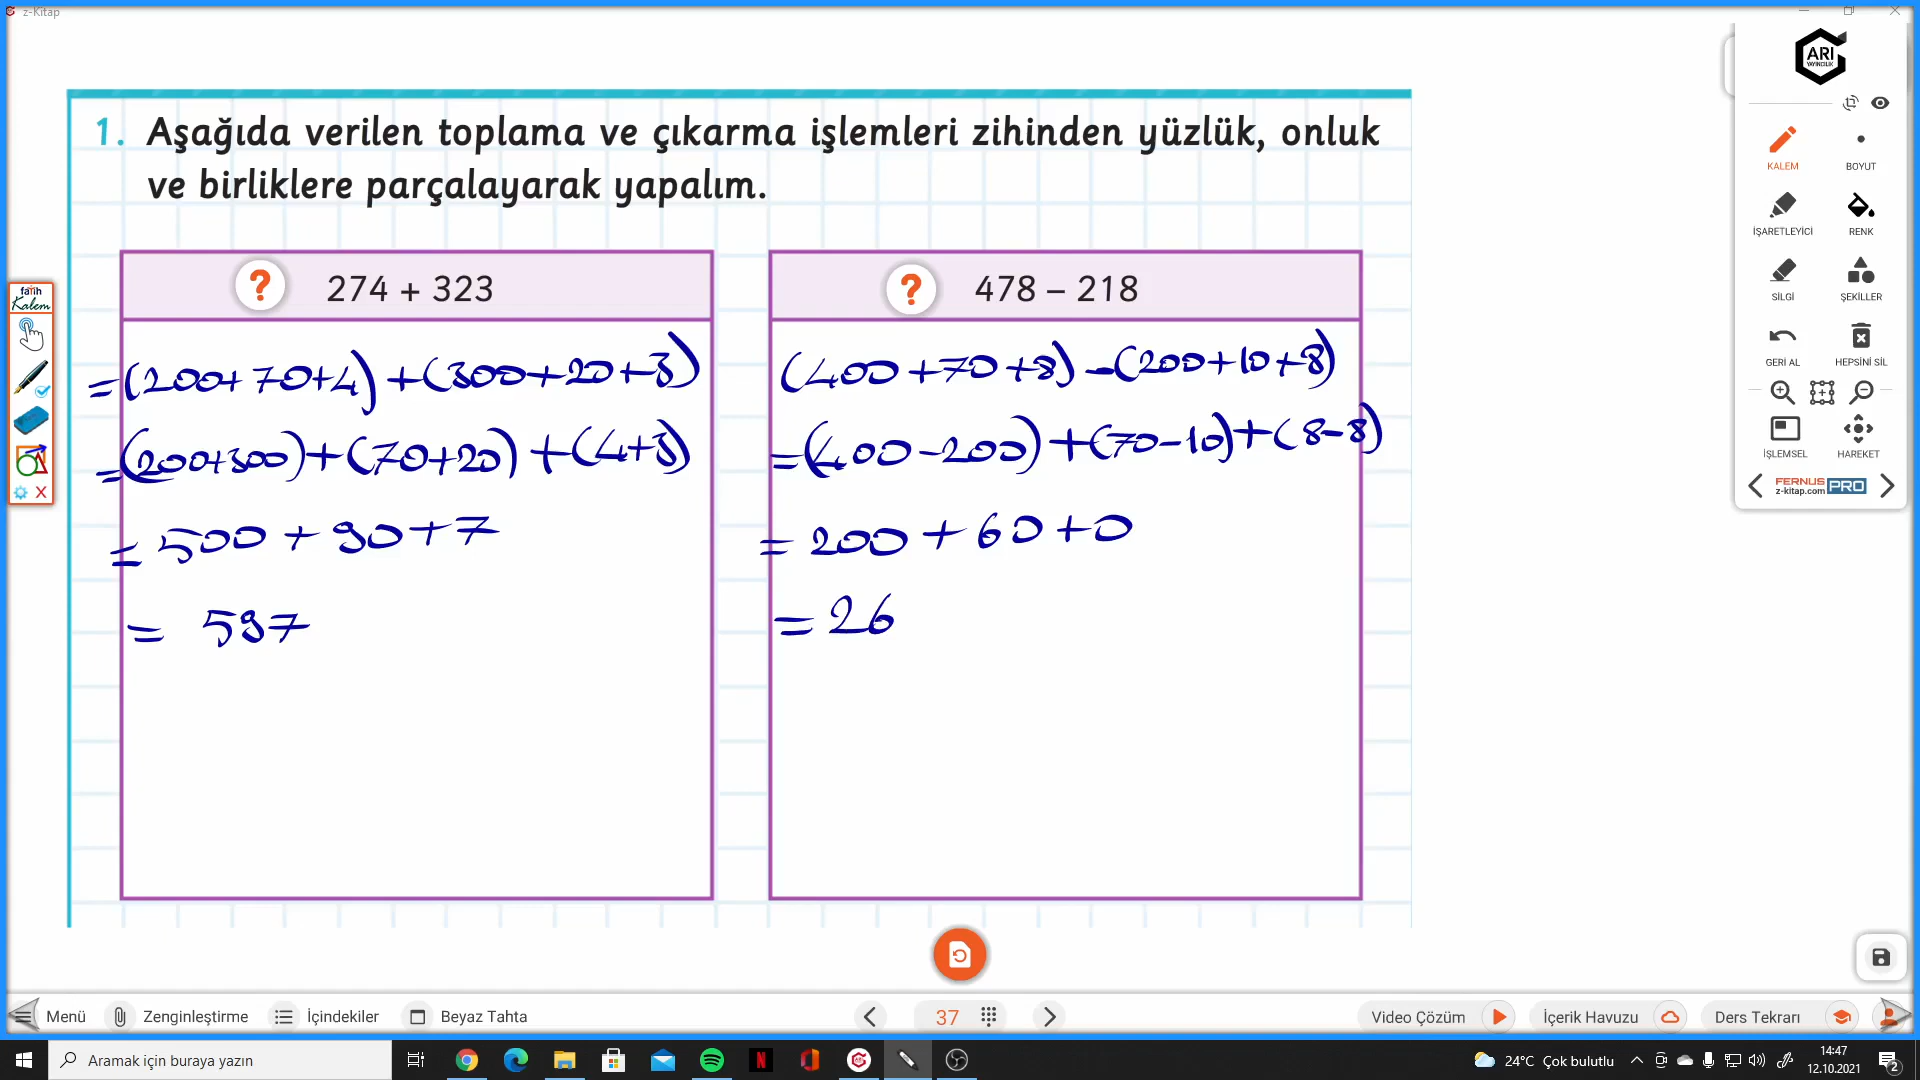 z-Kitap
ARI
YAYINCILIK
1. Aşağıda verilen toplama ve çıkarma işlemleri zihinden yüzlük, onluk
ve birliklere parçalayarak yapalım.
? 274 + 323
=(200+70+4)+(300+20+3)
=(200+300)+(70+20)+(4+3)
=500+90+7
= 597
? 478 – 218
(400+70+8)-(200+10+8)
=(400-200)+(70-10)+(8-8)
=200+60+0
=26
fatih
Kalem
X
KALEM
BOYUT
İŞARETLEYİCİ
RENK
SİLGİ
ŞEKİLLER
GERİ AL
HEPSİNİ SİL
İŞLEMSEL
HAREKET
FERNUS
z-kitap.com PRO
Menü
Zenginleştirme
İçindekiler
Beyaz Tahta
37
Video Çözüm
İçerik Havuzu
Ders Tekrarı
Aramak için buraya yazın
24°C Çok bulutlu
14:47
12.10.2021
2